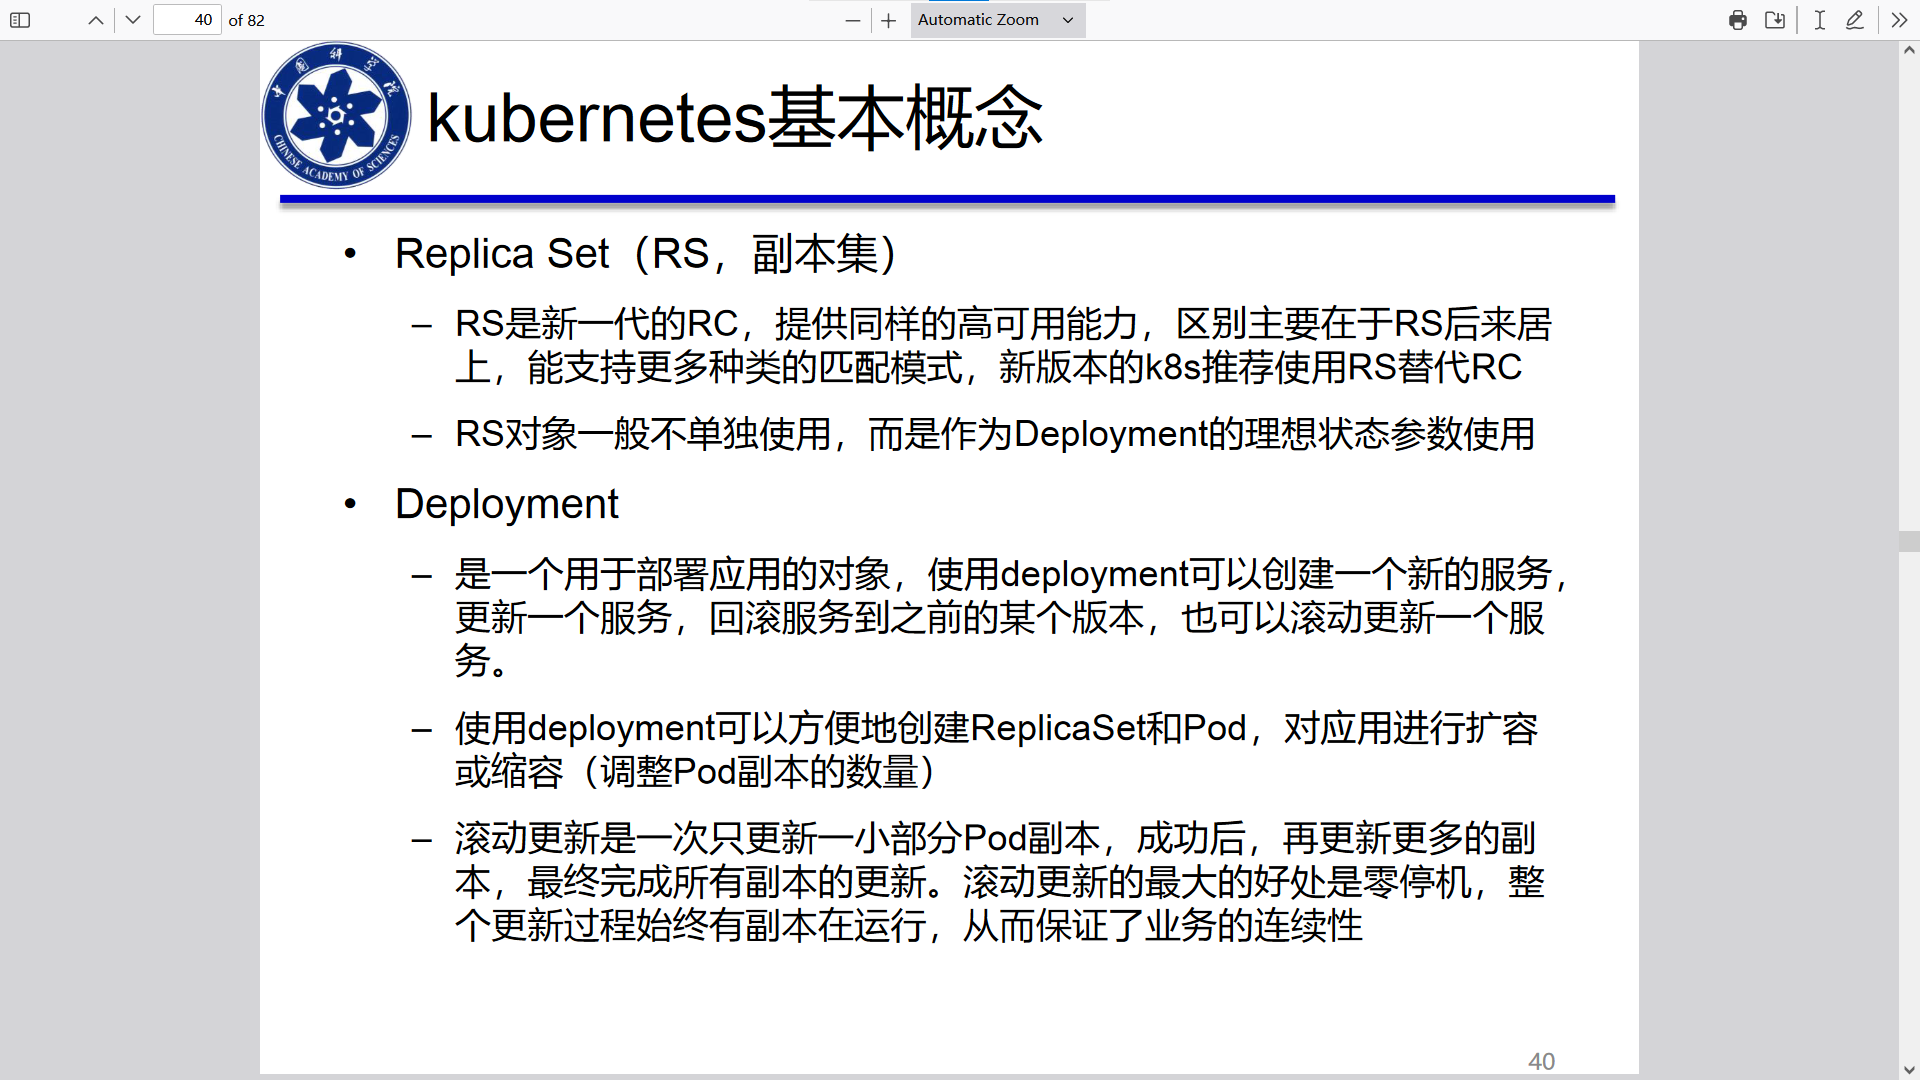 40 of 82
Automatic Zoom
中国科学院
CHINESE ACADEMY OF SCIENCES
kubernetes基本概念
• Replica Set（RS，副本集）
– RS是新一代的RC，提供同样的高可用能力，区别主要在于RS后来居
上，能支持更多种类的匹配模式，新版本的k8s推荐使用RS替代RC
– RS对象一般不单独使用，而是作为Deployment的理想状态参数使用
• Deployment
– 是一个用于部署应用的对象，使用deployment可以创建一个新的服务，
更新一个服务，回滚服务到之前的某个版本，也可以滚动更新一个服
务。
– 使用deployment可以方便地创建ReplicaSet和Pod，对应用进行扩容
或缩容（调整Pod副本的数量）
– 滚动更新是一次只更新一小部分Pod副本，成功后，再更新更多的副
本，最终完成所有副本的更新。滚动更新的最大的好处是零停机，整
个更新过程始终有副本在运行，从而保证了业务的连续性
40